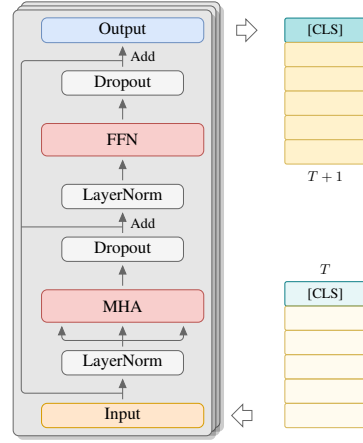 Output
Add
Dropout
FFN
LayerNorm
Add
Dropout
MHA
LayerNorm
Input
[CLS]
T + 1
T
[CLS]